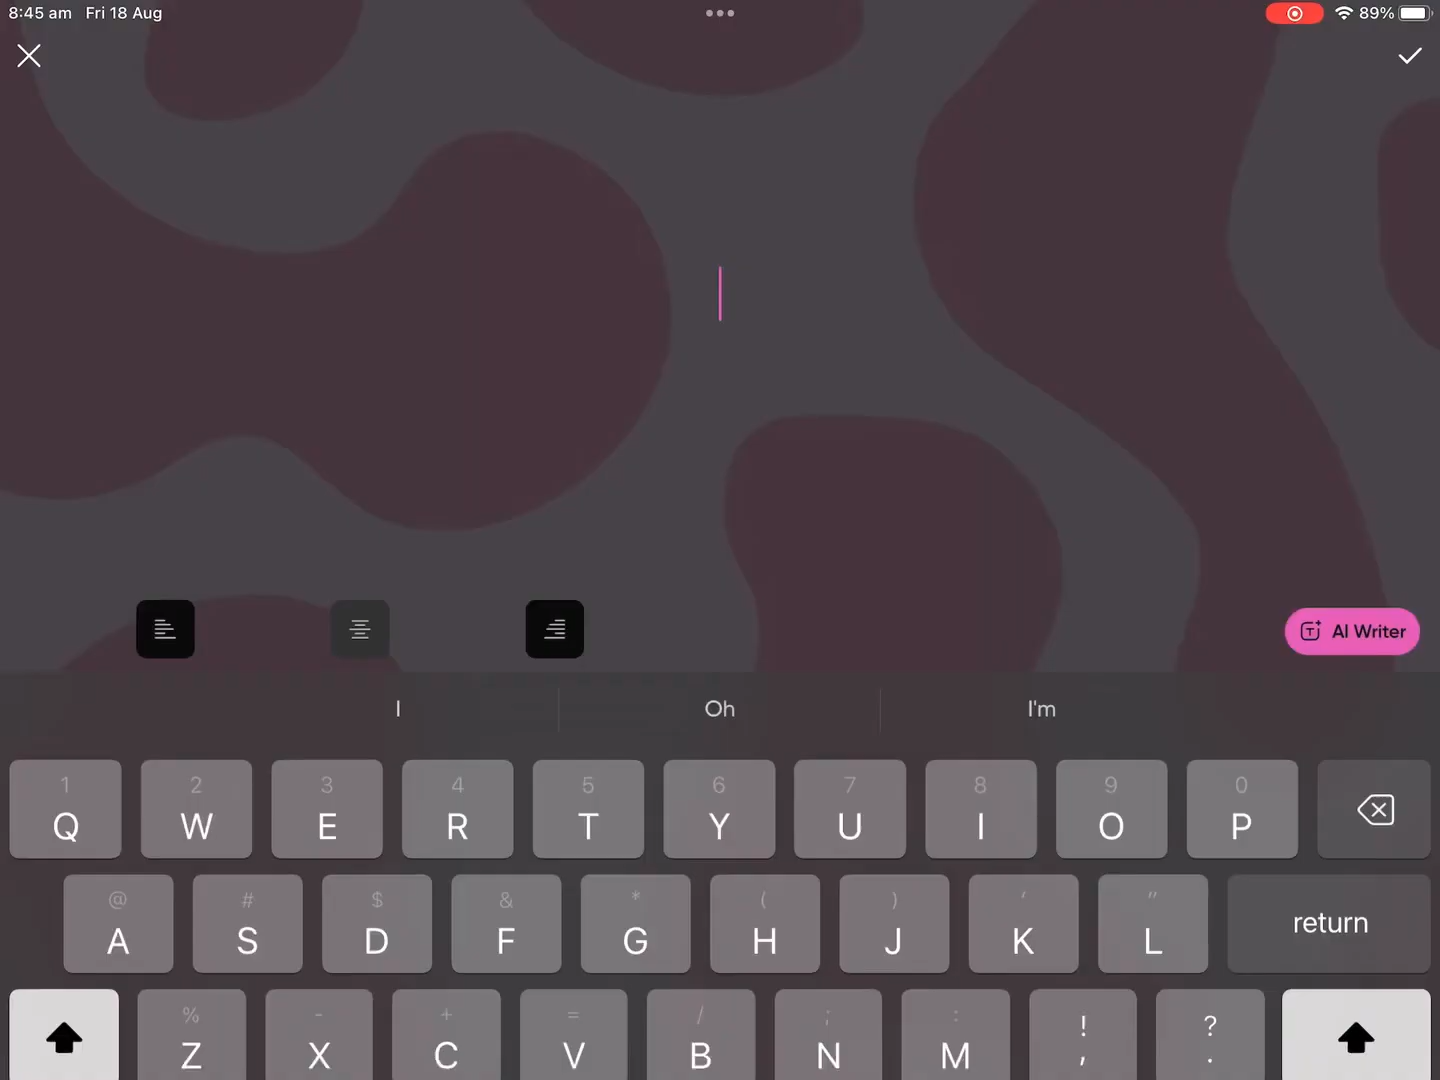 8:45 am Fri 18 Aug
89%
AI Writer
I Oh I'm
1 2 3 4 5 6 7 8 9 0
Q W E R T Y U I O P
@ # $ & * ( ) ' "
A S D F G H J K L return
% - + = / ; : ! ?
Z X C V B N M , .